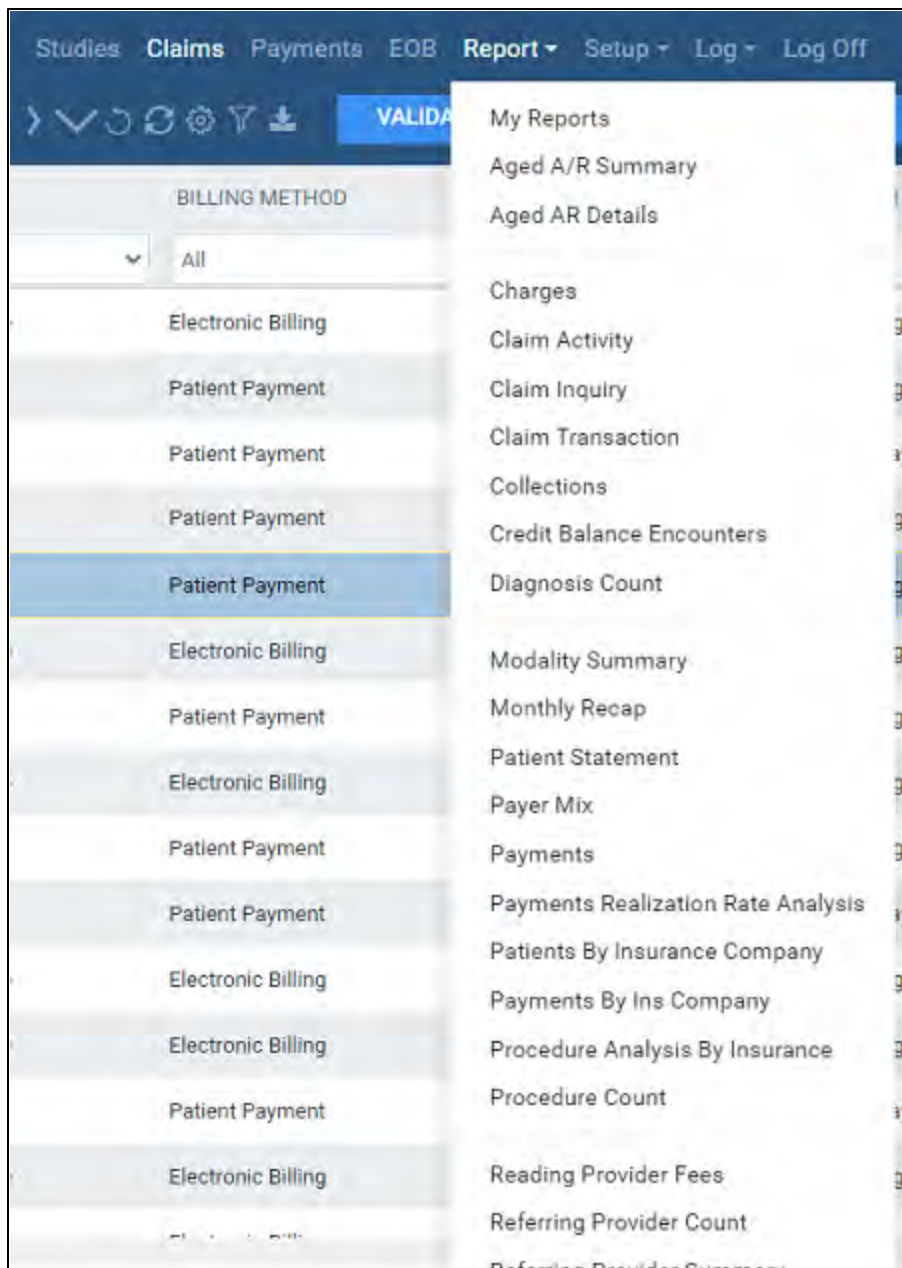 Studies Claims Payments EOB Report Setup Log Log Off
VALIDA
BILLING METHOD
All
Electronic Billing
Patient Payment
Patient Payment
Patient Payment
Patient Payment
Electronic Billing
Patient Payment
Electronic Billing
Patient Payment
Patient Payment
Electronic Billing
Electronic Billing
Patient Payment
Electronic Billing
My Reports
Aged A/R Summary
Aged AR Details
Charges
Claim Activity
Claim Inquiry
Claim Transaction
Collections
Credit Balance Encounters
Diagnosis Count
Modality Summary
Monthly Recap
Patient Statement
Payer Mix
Payments
Payments Realization Rate Analysis
Patients By Insurance Company
Payments By Ins Company
Procedure Analysis By Insurance
Procedure Count
Reading Provider Fees
Referring Provider Count
Referring Provider Summary